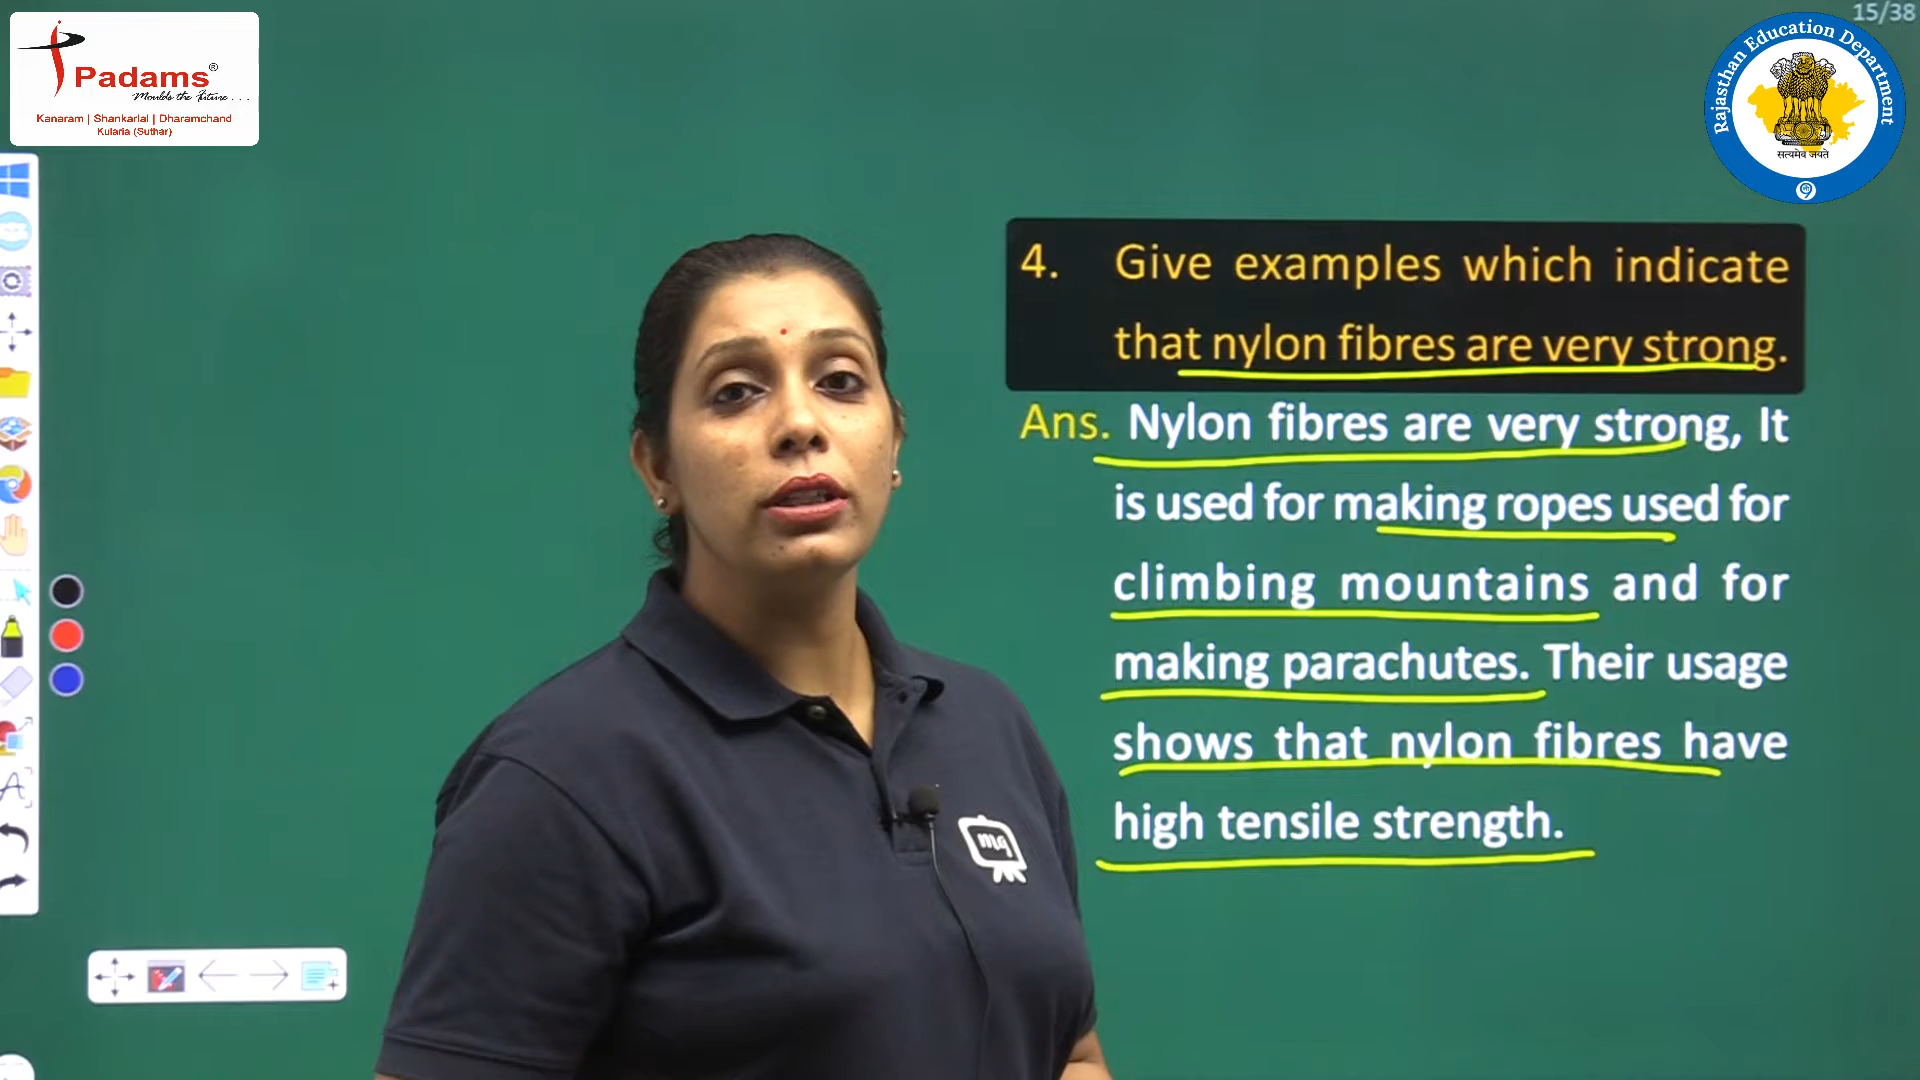 15/38
Padams®
Moulds the Future...
Kanaram | Shankarlal | Dharamchand
Kularia (Suthar)
Rajasthan Education Department
सत्यमेव जयते
4. Give examples which indicate
that nylon fibres are very strong.
Ans. Nylon fibres are very strong, It
is used for making ropes used for
climbing mountains and for
making parachutes. Their usage
shows that nylon fibres have
high tensile strength.
mg